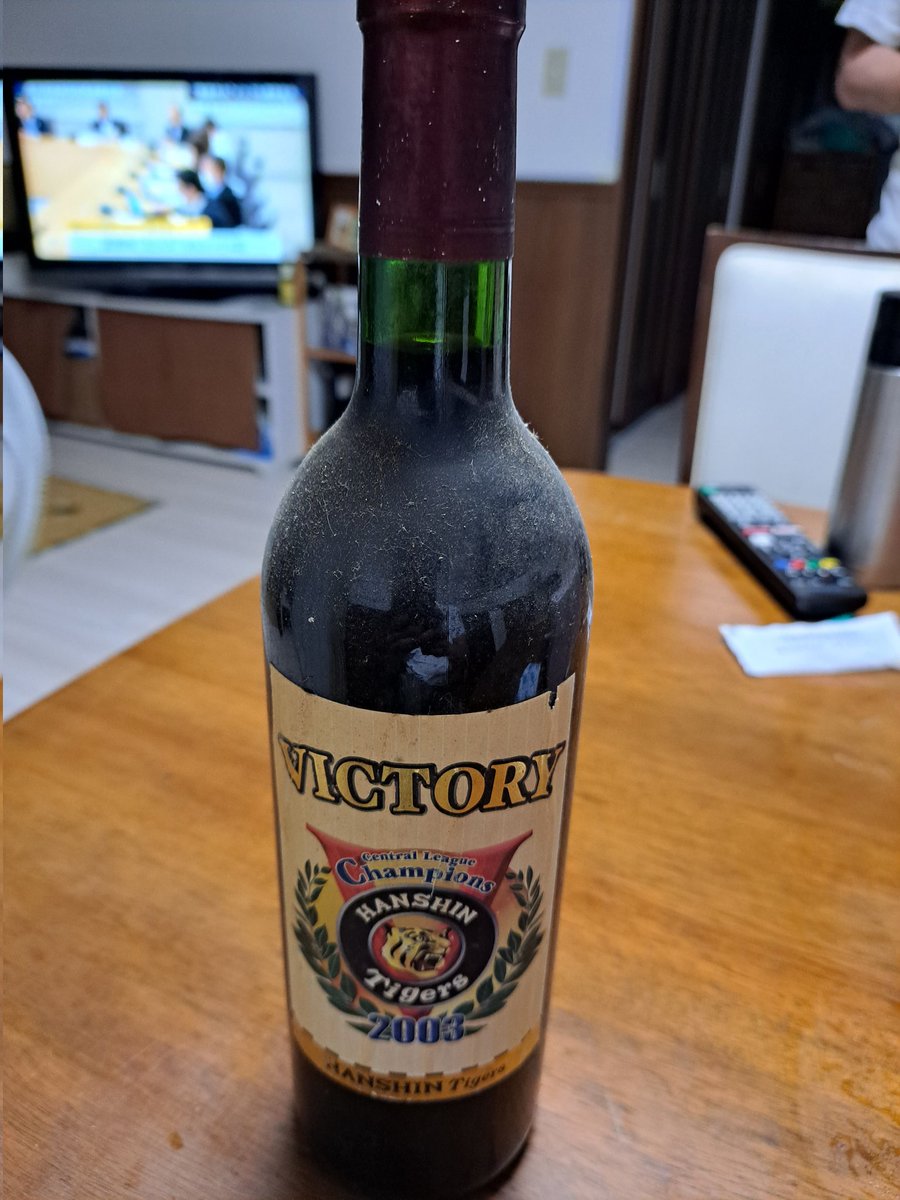 VICTORY
Central League
Champions
HANSHIN
Tigers
2003
HANSHIN Tigers